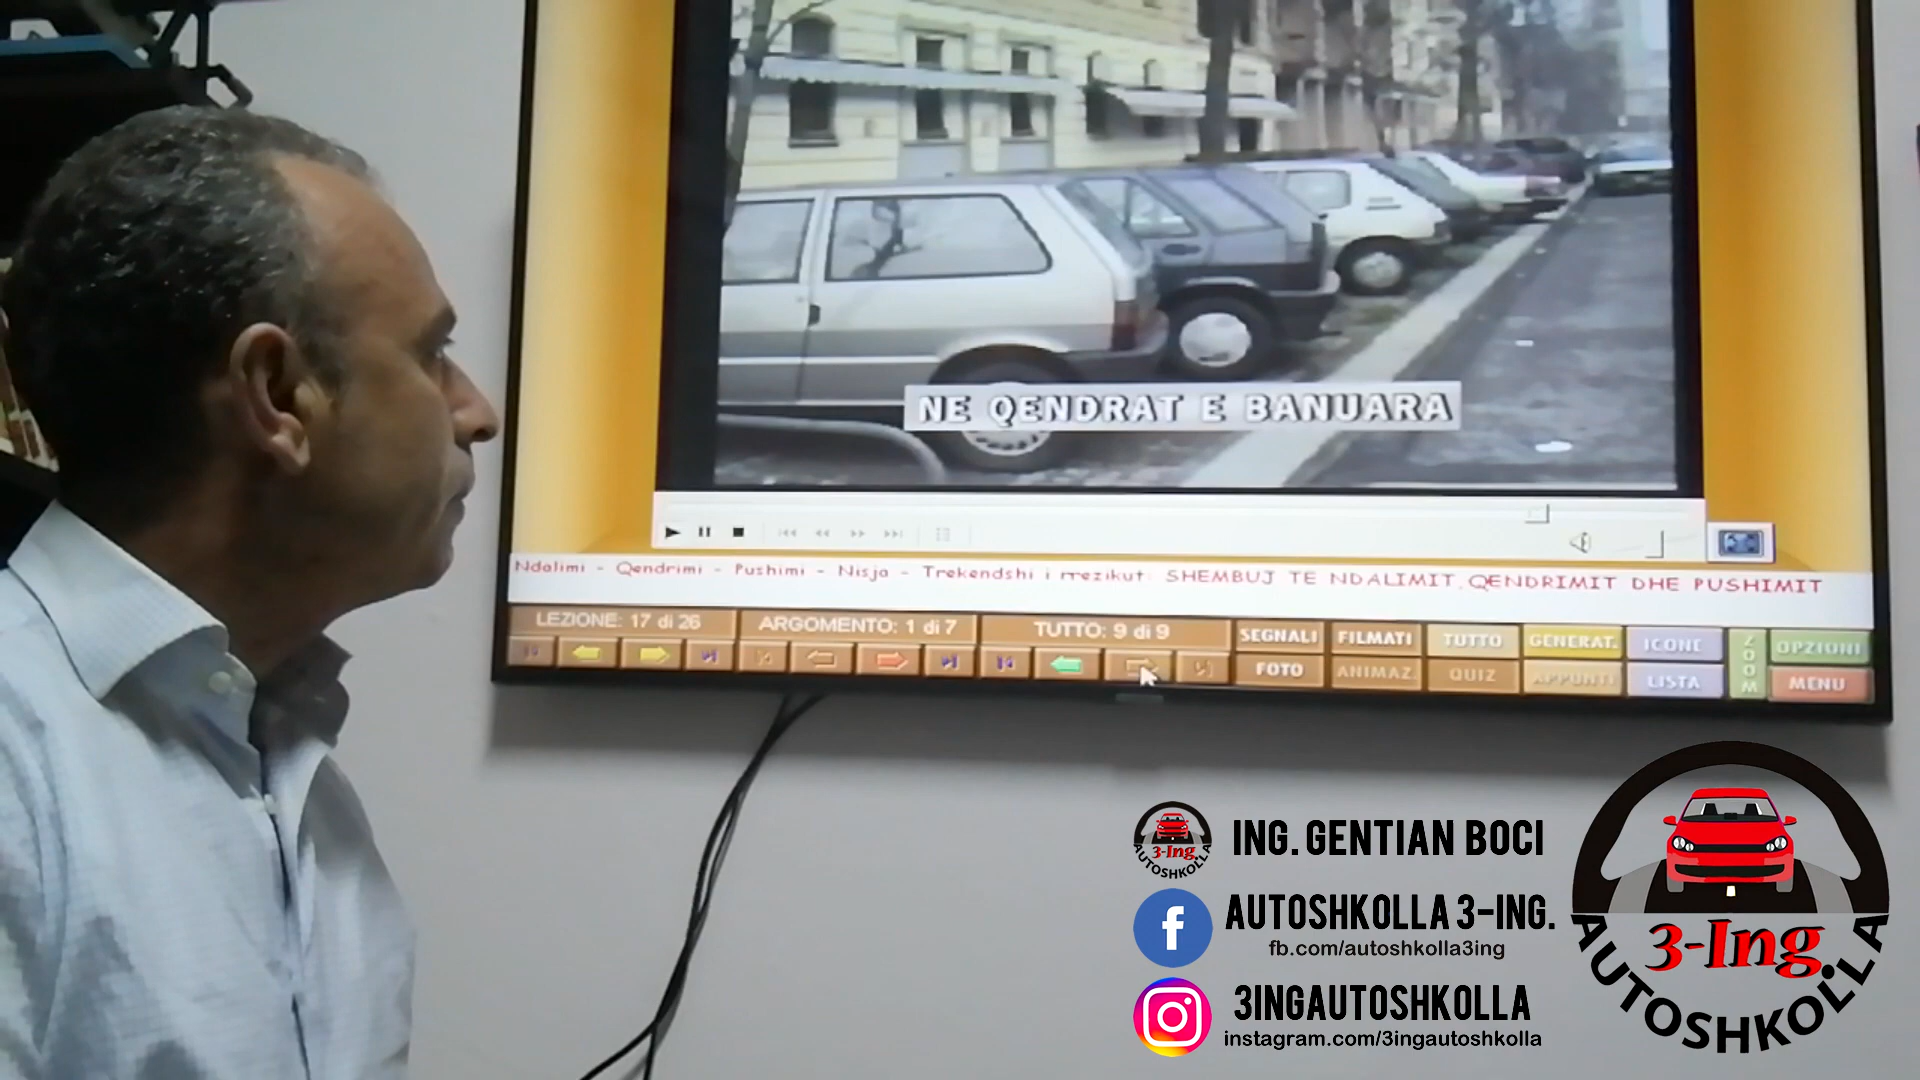 NE QENDRAT E BANUARA
Ndalimi - Qendrimi - Pushimi - Nisja - Trekendshi i rrezikut: SHEMBUJ TE NDALIMIT,QENDRIMIT DHE PUSHIMIT
LEZIONE: 17 di 26
ARGOMENTO: 1 di 7
TUTTO: 9 di 9
SEGNALI
FILMATI
TUTTO
GENERAT.
ICONE
ZOOM
OPZIONI
FOTO
ANIMAZ.
QUIZ
APPUNTI
LISTA
MENU
3-Ing.
AUTOSHKOLLA
ING. GENTIAN BOCI
f
AUTOSHKOLLA 3-ING.
fb.com/autoshkolla3ing
3INGAUTOSHKOLLA
instagram.com/3ingautoshkolla
3-Ing.
AUTOSHKOLLA